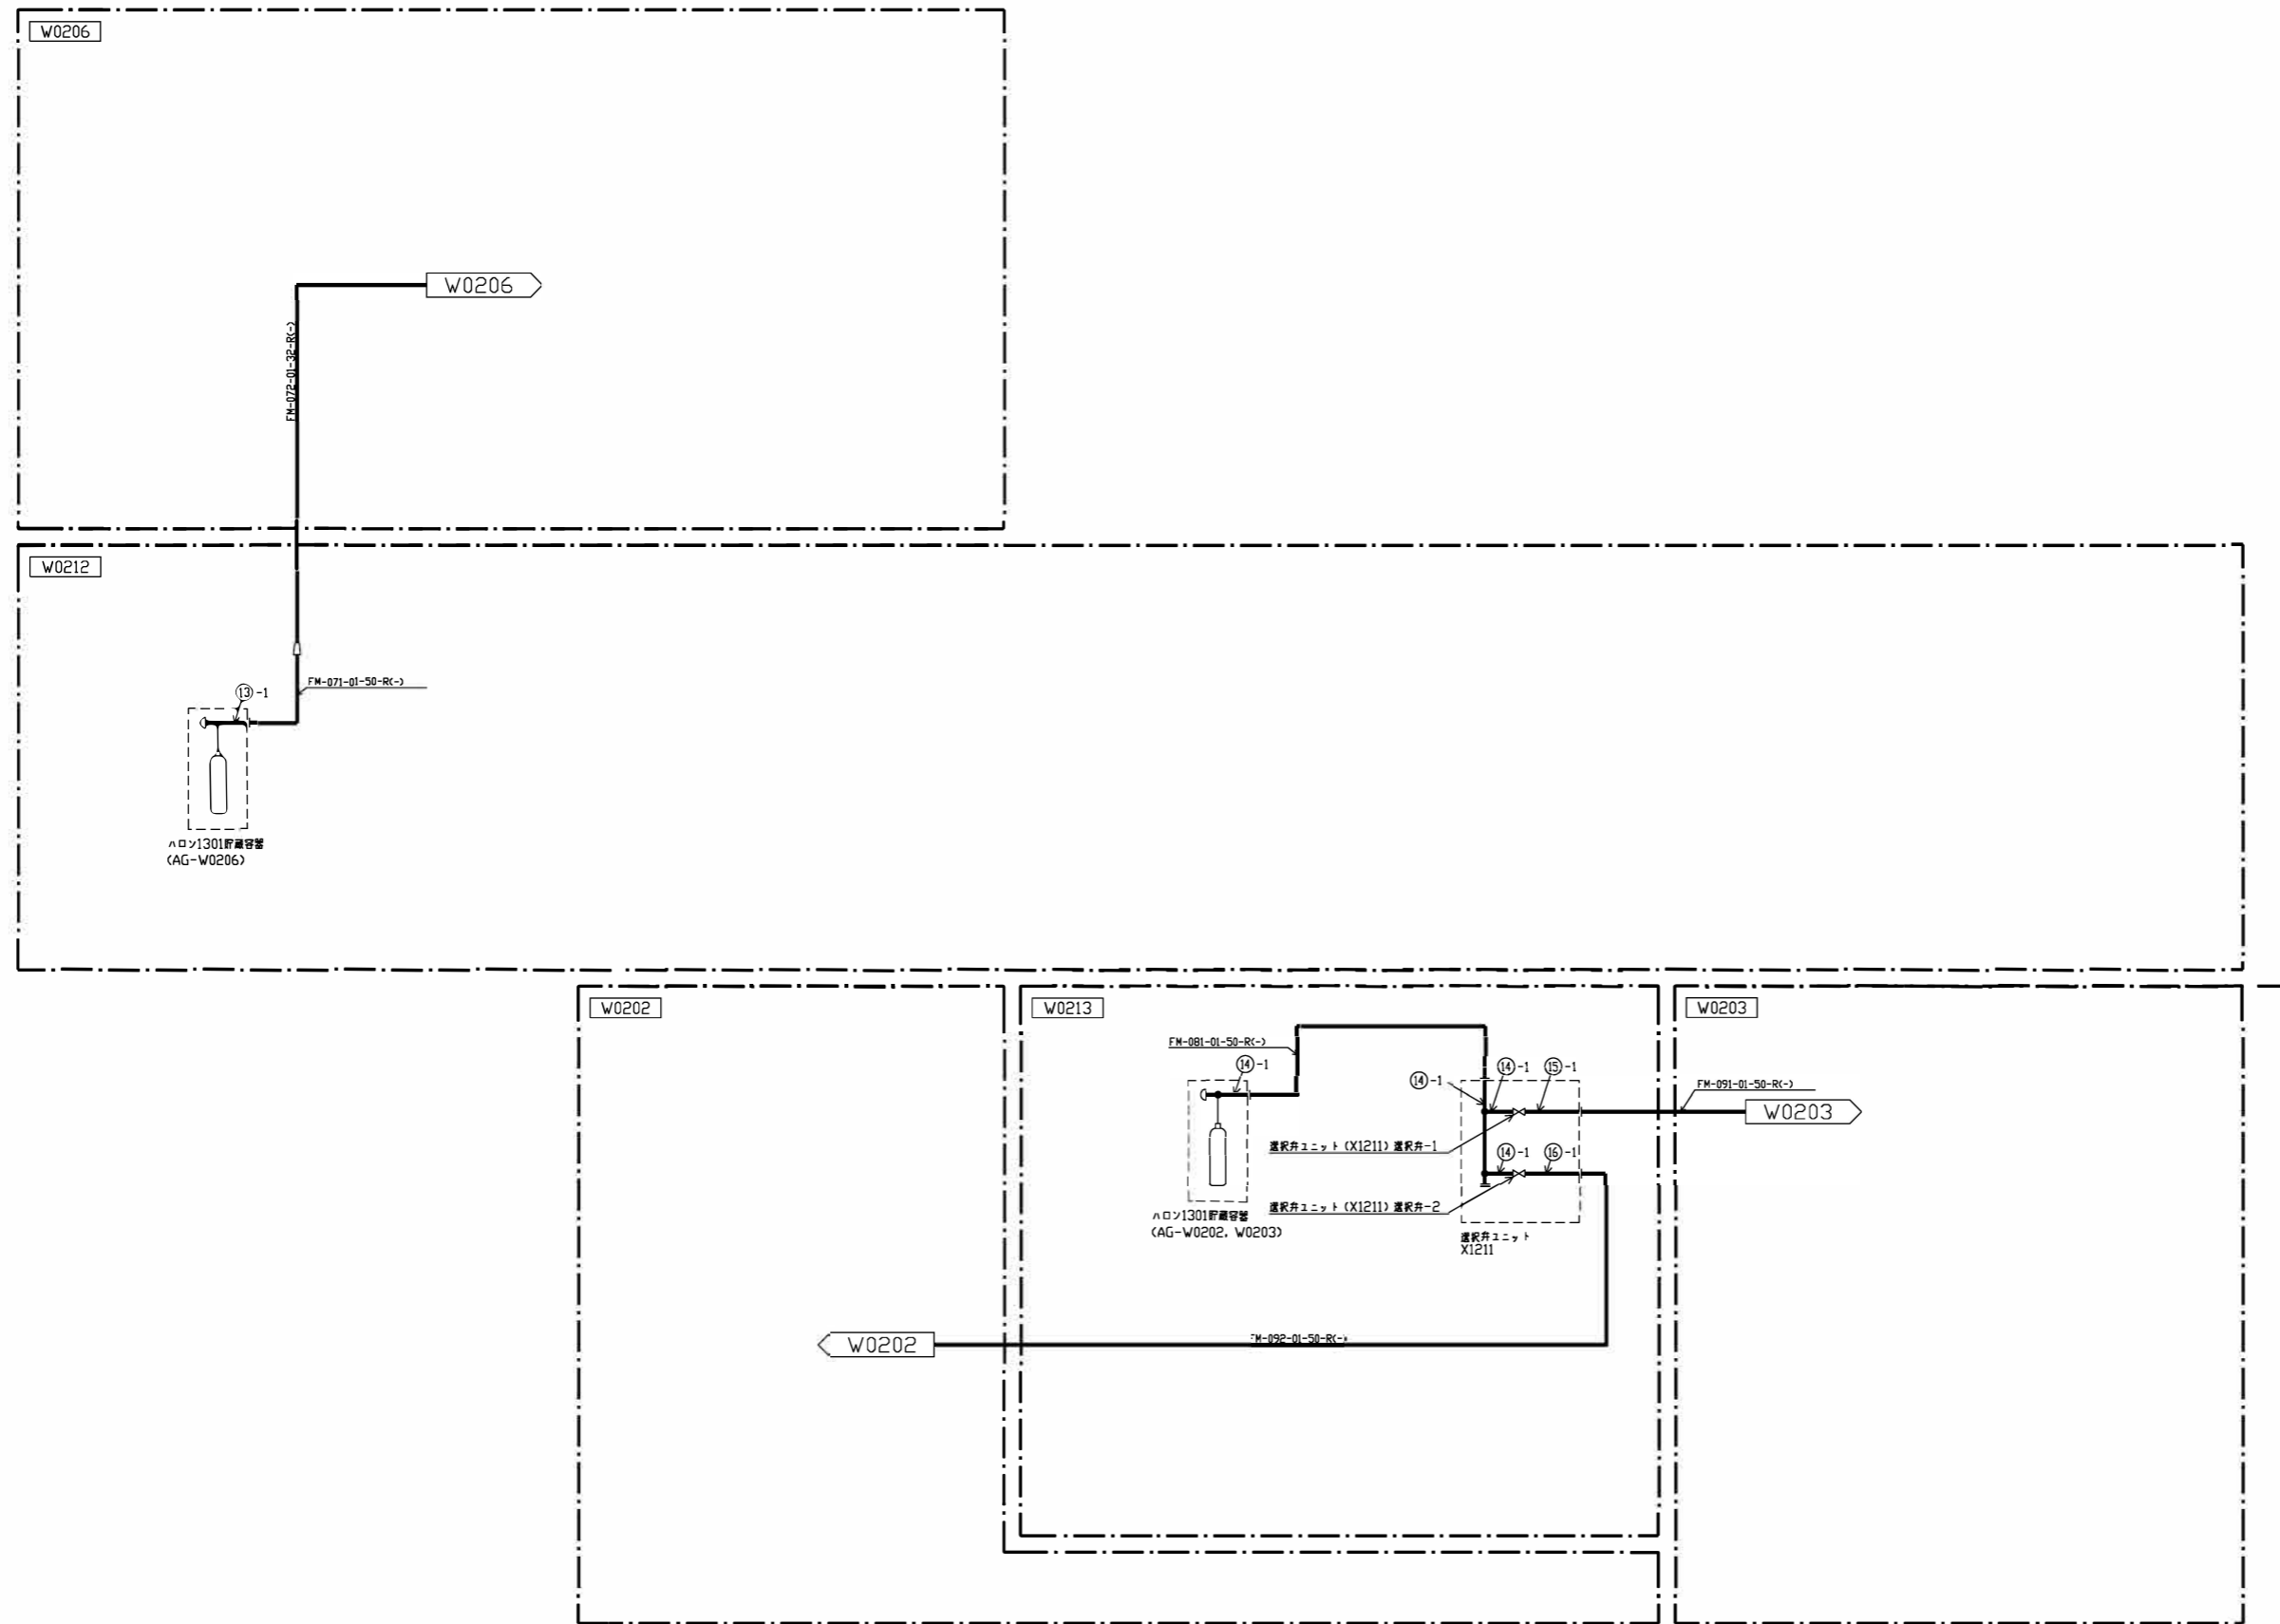 W0206
W0206
FM-072-01-32-R(-)
W0212
FM-071-01-50-R(-)
⑬-1
ハロン1301貯蔵容器
(AG-W0206)
W0202
W0213
W0203
FM-081-01-50-R(-)
⑭-1
⑭-1
⑭-1
⑮-1
FM-091-01-50-R(-)
W0203
選択弁ユニット(X1211)選択弁-1
⑭-1
⑯-1
選択弁ユニット(X1211)選択弁-2
ハロン1301貯蔵容器
(AG-W0202, W0203)
選択弁ユニット
X1211
W0202
FM-092-01-50-R(-)